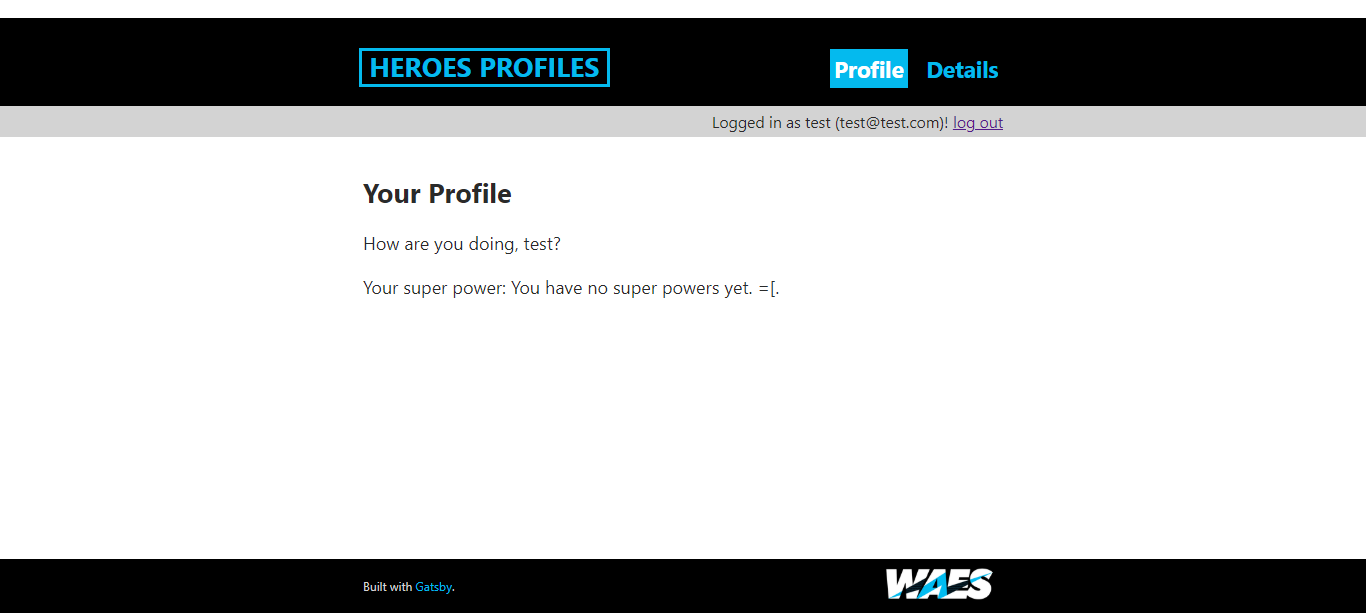 HEROES PROFILES
Profile Details
Logged in as test (test@test.com)! log out
Your Profile
How are you doing, test?
Your super power: You have no super powers yet. =[.
Built with Gatsby.
WAES